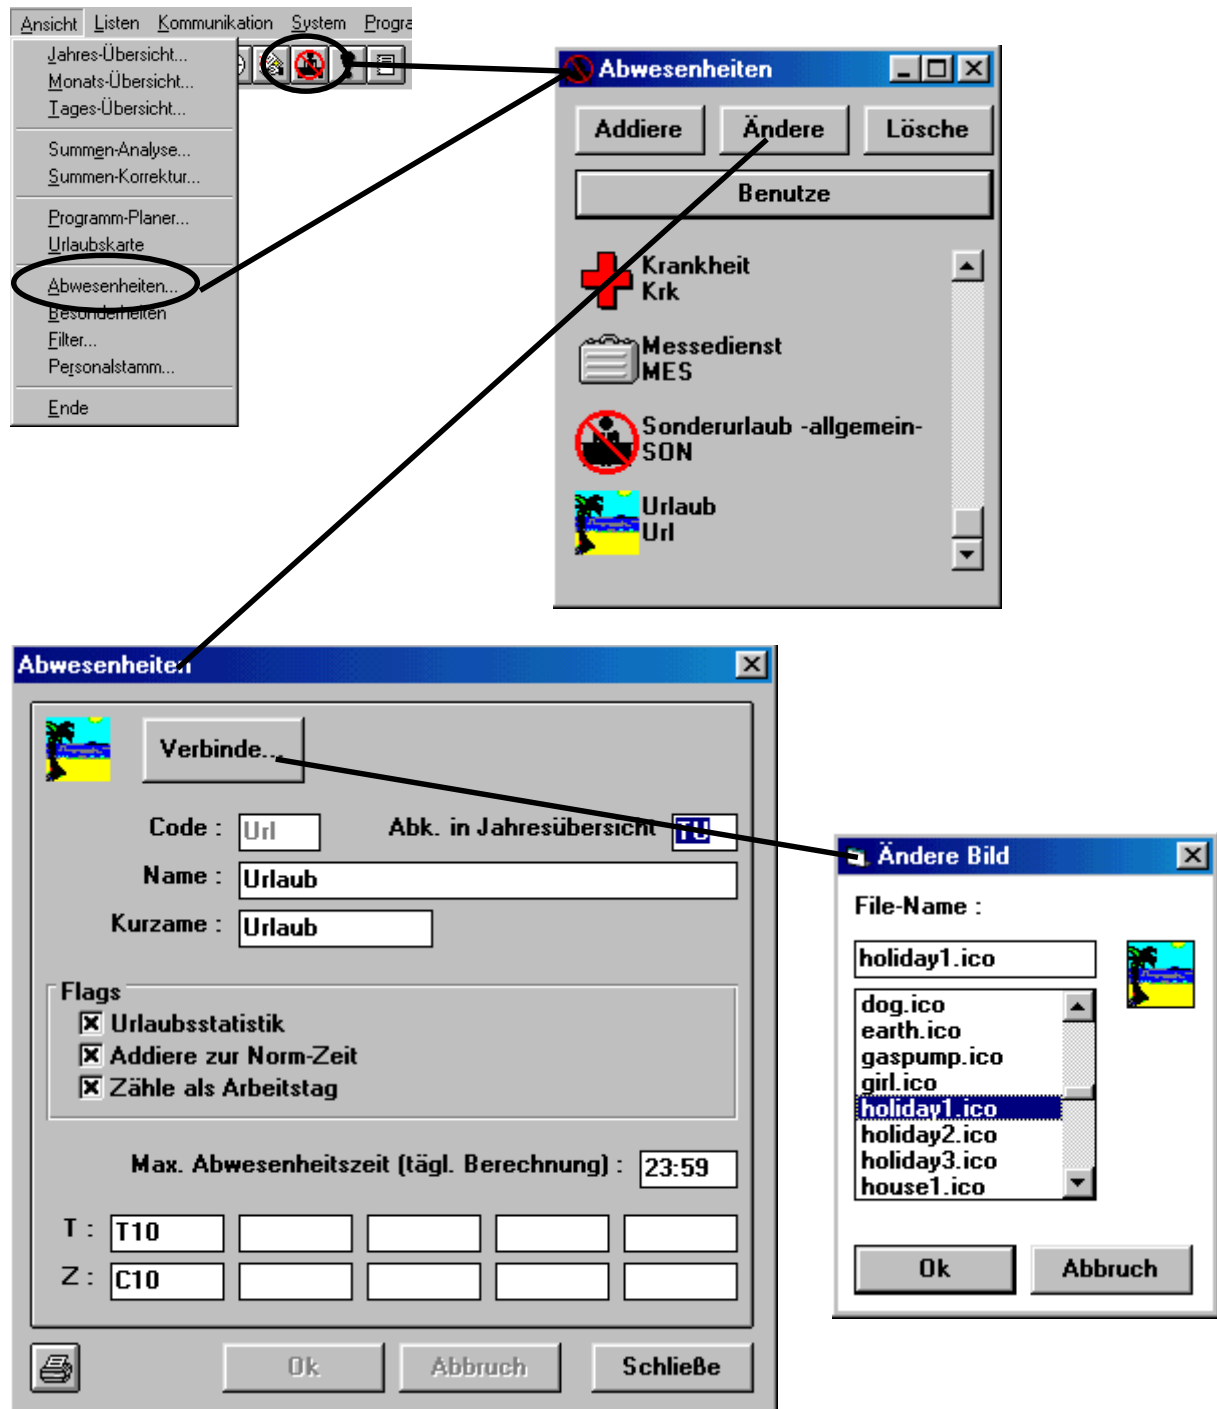 Ansicht Listen Kommunikation System Progra
Jahres-Übersicht...
Monats-Übersicht...
Tages-Übersicht...
Summen-Analyse...
Summen-Korrektur...
Programm-Planer...
Urlaubskarte
Abwesenheiten...
Besonderheiten
Filter...
Personalstamm...
Ende
Abwesenheiten
Addiere Ändere Lösche
Benutze
Krankheit
Krk
Messedienst
MES
Sonderurlaub -allgemein-
SON
Urlaub
Url
Abwesenheiten
Verbinde...
Code : Url Abk. in Jahresübersicht TU
Name : Urlaub
Kurzame : Urlaub
Flags
Urlaubsstatistik
Addiere zur Norm-Zeit
Zähle als Arbeitstag
Max. Abwesenheitszeit (tägl. Berechnung) : 23:59
T : T10
Z : C10
Ok Abbruch Schließe
Ändere Bild
File-Name :
holiday1.ico
dog.ico
earth.ico
gaspump.ico
girl.ico
holiday1.ico
holiday2.ico
holiday3.ico
house1.ico
Ok Abbruch